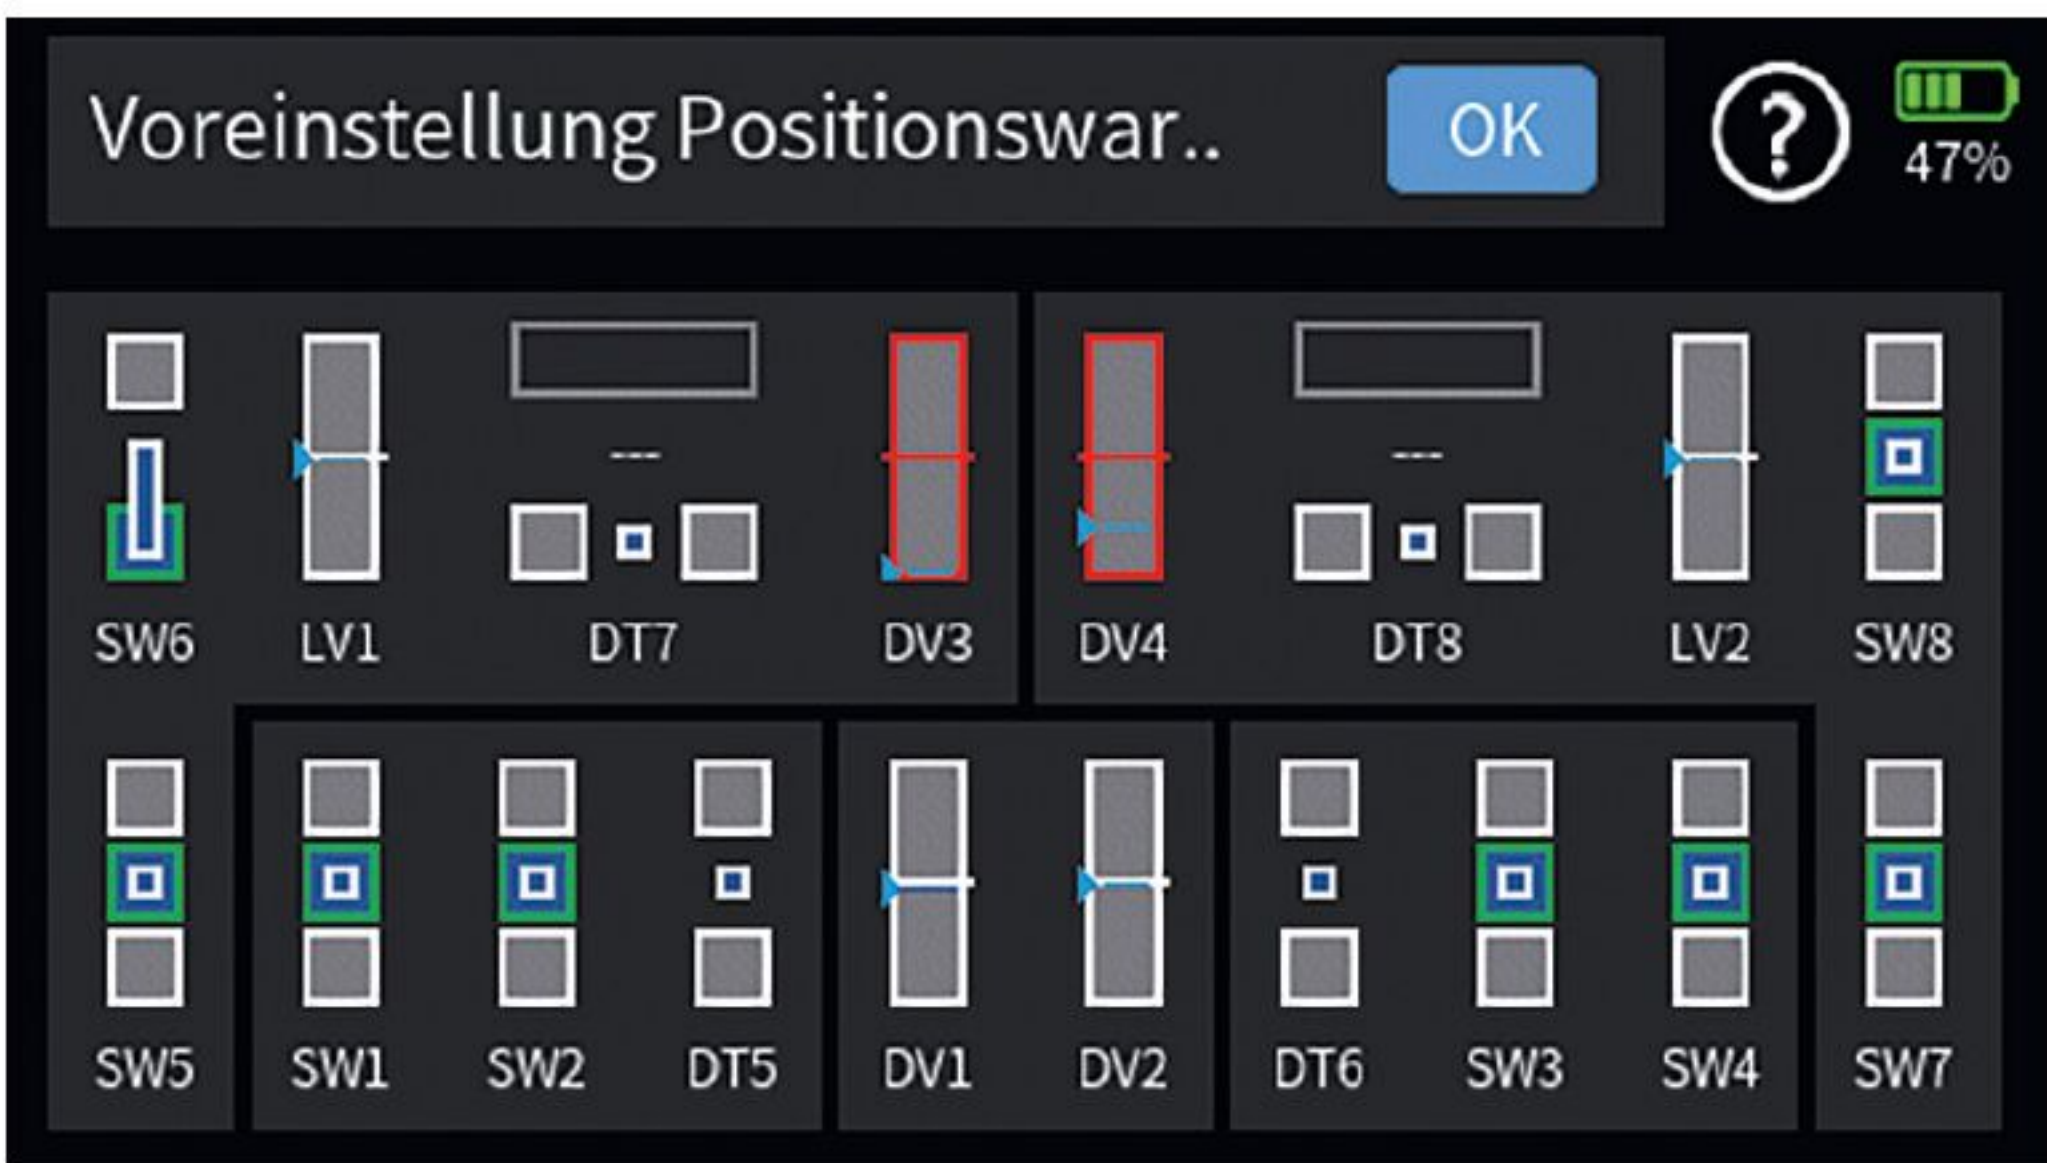 Voreinstellung Positionswar.. OK ?
47%
--- ---
SW6 LV1 DT7 DV3 DV4 DT8 LV2 SW8
SW5 SW1 SW2 DT5 DV1 DV2 DT6 SW3 SW4 SW7